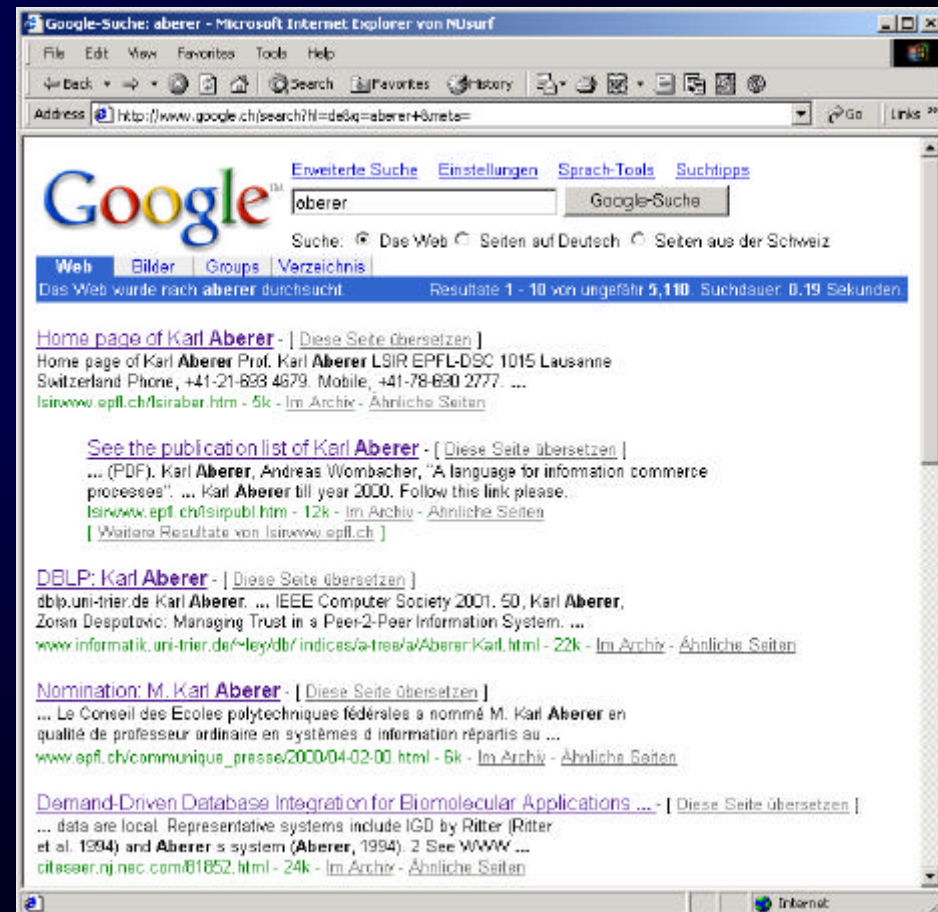 Google-Suche: aberer - Microsoft Internet Explorer von NUsurf
File Edit View Favorites Tools Help
Back Search Favorites History
Address http://www.google.ch/search?hl=de&q=aberer+&meta= Go Links »
Google™
Erweiterte Suche Einstellungen Sprach-Tools Suchtipps
aberer Google-Suche
Suche: Das Web Seiten auf Deutsch Seiten aus der Schweiz
Web Bilder Groups Verzeichnis
Das Web wurde nach aberer durchsucht. Resultate 1 - 10 von ungefähr 5,110. Suchdauer: 0.19 Sekunden.
Home page of Karl Aberer - [ Diese Seite übersetzen ]
Home page of Karl Aberer Prof. Karl Aberer LSIR EPFL-DSC 1015 Lausanne
Switzerland Phone, +41-21-693 4679. Mobile, +41-78-690 2777. ...
lsirwww.epfl.ch/lsiraber.htm - 5k - Im Archiv - Ähnliche Seiten
See the publication list of Karl Aberer - [ Diese Seite übersetzen ]
... (PDF). Karl Aberer, Andreas Wombacher, "A language for information commerce
processes". ... Karl Aberer till year 2000. Follow this link please.
lsirwww.epfl.ch/lsirpubl.htm - 12k - Im Archiv - Ähnliche Seiten
[ Weitere Resultate von lsirwww.epfl.ch ]
DBLP: Karl Aberer - [ Diese Seite übersetzen ]
dblp.uni-trier.de Karl Aberer. ... IEEE Computer Society 2001. 50, Karl Aberer,
Zoran Despotovic: Managing Trust in a Peer-2-Peer Information System. ...
www.informatik.uni-trier.de/~ley/db/ indices/a-tree/a/Aberer:Karl.html - 22k - Im Archiv - Ähnliche Seiten
Nomination: M. Karl Aberer - [ Diese Seite übersetzen ]
... Le Conseil des Ecoles polytechniques fédérales a nommé M. Karl Aberer en
qualité de professeur ordinaire en systèmes d information répartis au ...
www.epfl.ch/communique_presse/2000/04-02-00.html - 6k - Im Archiv - Ähnliche Seiten
Demand-Driven Database Integration for Biomolecular Applications ... - [ Diese Seite übersetzen ]
... data are local. Representative systems include IGD by Ritter (Ritter
et al. 1994) and Aberer s system (Aberer, 1994). 2 See WWW ...
citeseer.nj.nec.com/81852.html - 24k - Im Archiv - Ähnliche Seiten
Internet